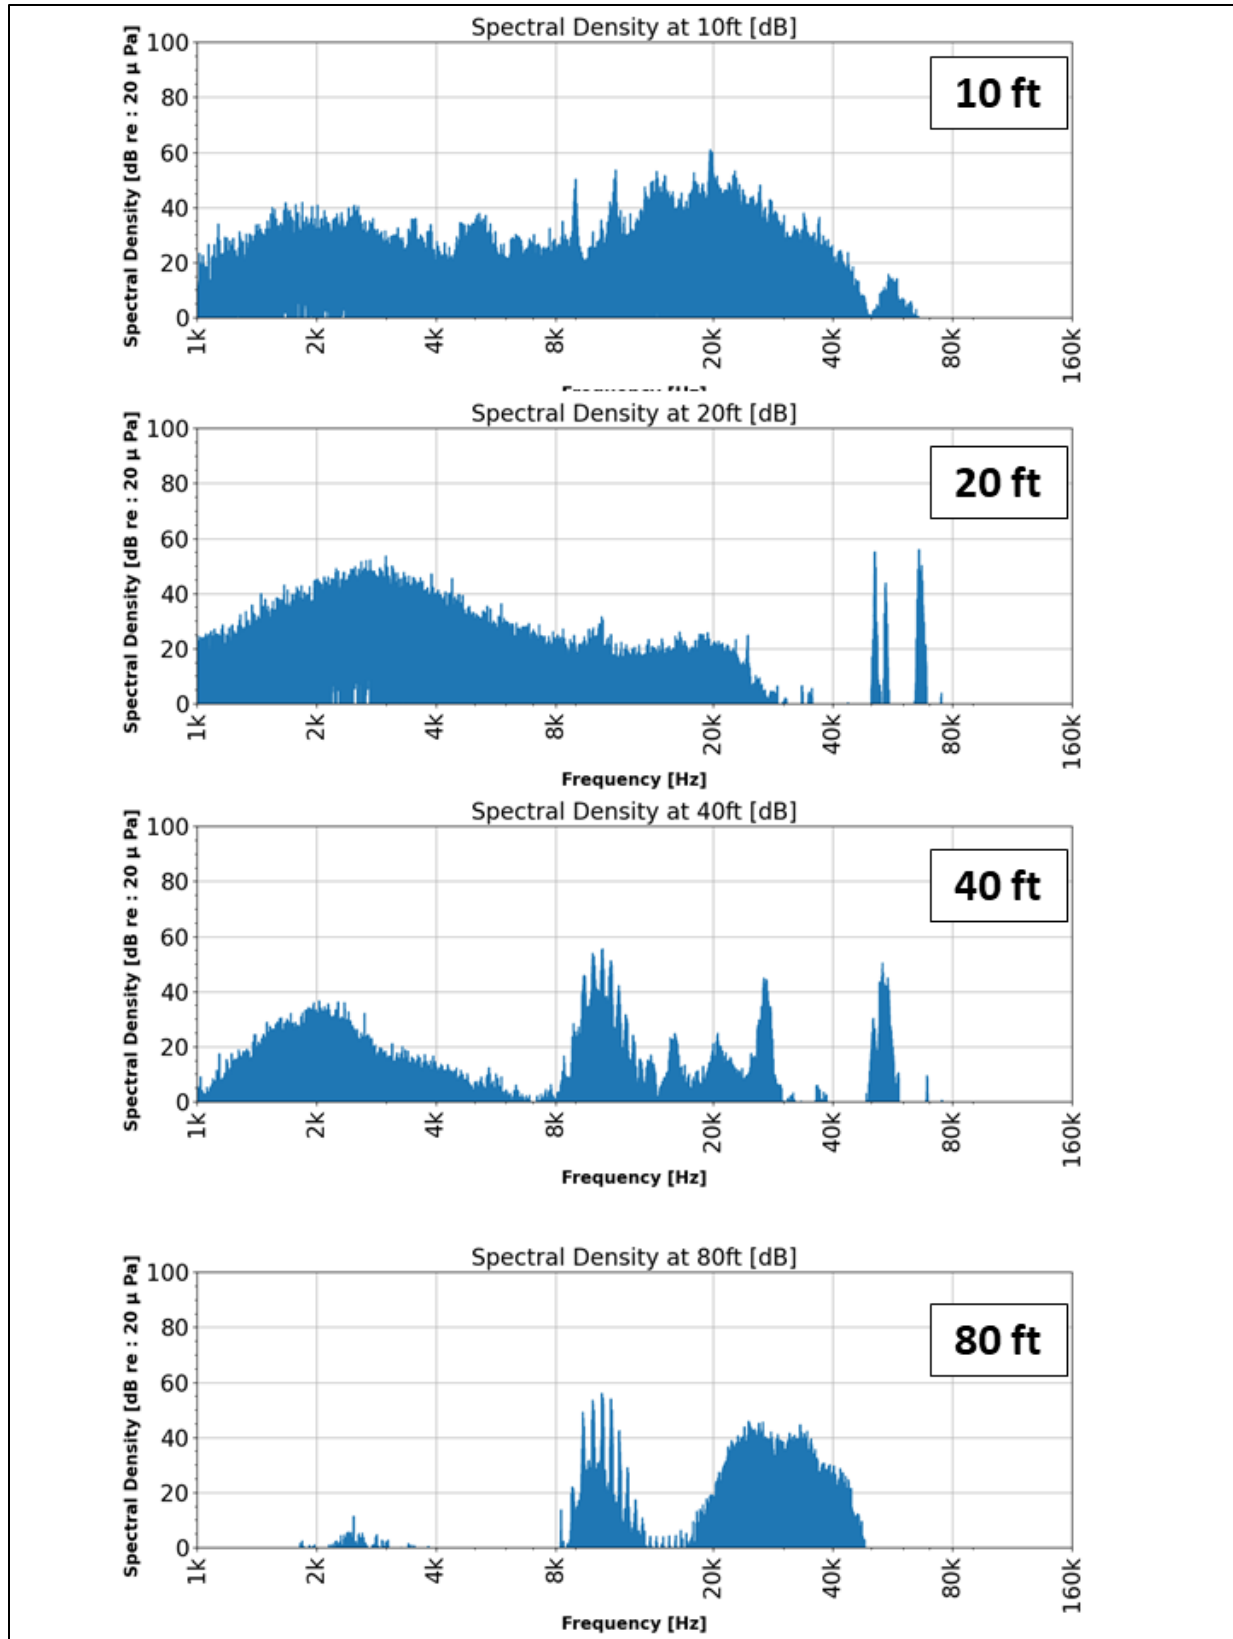 Spectral Density at 10ft [dB]
Spectral Density [dB re : 20 µ Pa]
100
80
60
40
20
0
10 ft
1k 2k 4k 8k 20k 40k 80k 160k
Frequency [Hz]
Spectral Density at 20ft [dB]
Spectral Density [dB re : 20 µ Pa]
100
80
60
40
20
0
20 ft
1k 2k 4k 8k 20k 40k 80k 160k
Frequency [Hz]
Spectral Density at 40ft [dB]
Spectral Density [dB re : 20 µ Pa]
100
80
60
40
20
0
40 ft
1k 2k 4k 8k 20k 40k 80k 160k
Frequency [Hz]
Spectral Density at 80ft [dB]
Spectral Density [dB re : 20 µ Pa]
100
80
60
40
20
0
80 ft
1k 2k 4k 8k 20k 40k 80k 160k
Frequency [Hz]